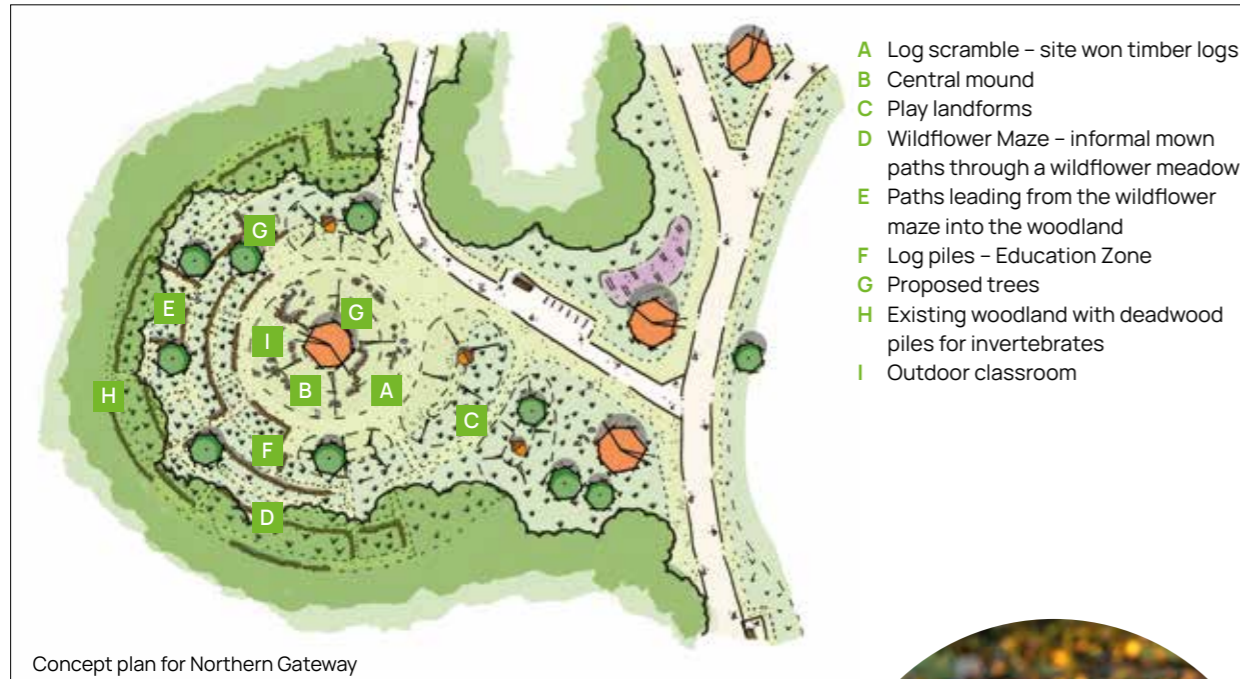 A Log scramble – site won timber logs
B Central mound
C Play landforms
D Wildflower Maze – informal mown
paths through a wildflower meadow
E Paths leading from the wildflower
maze into the woodland
F Log piles – Education Zone
G Proposed trees
H Existing woodland with deadwood
piles for invertebrates
I Outdoor classroom
G
E
G
I
H
B
A
C
F
D
Concept plan for Northern Gateway